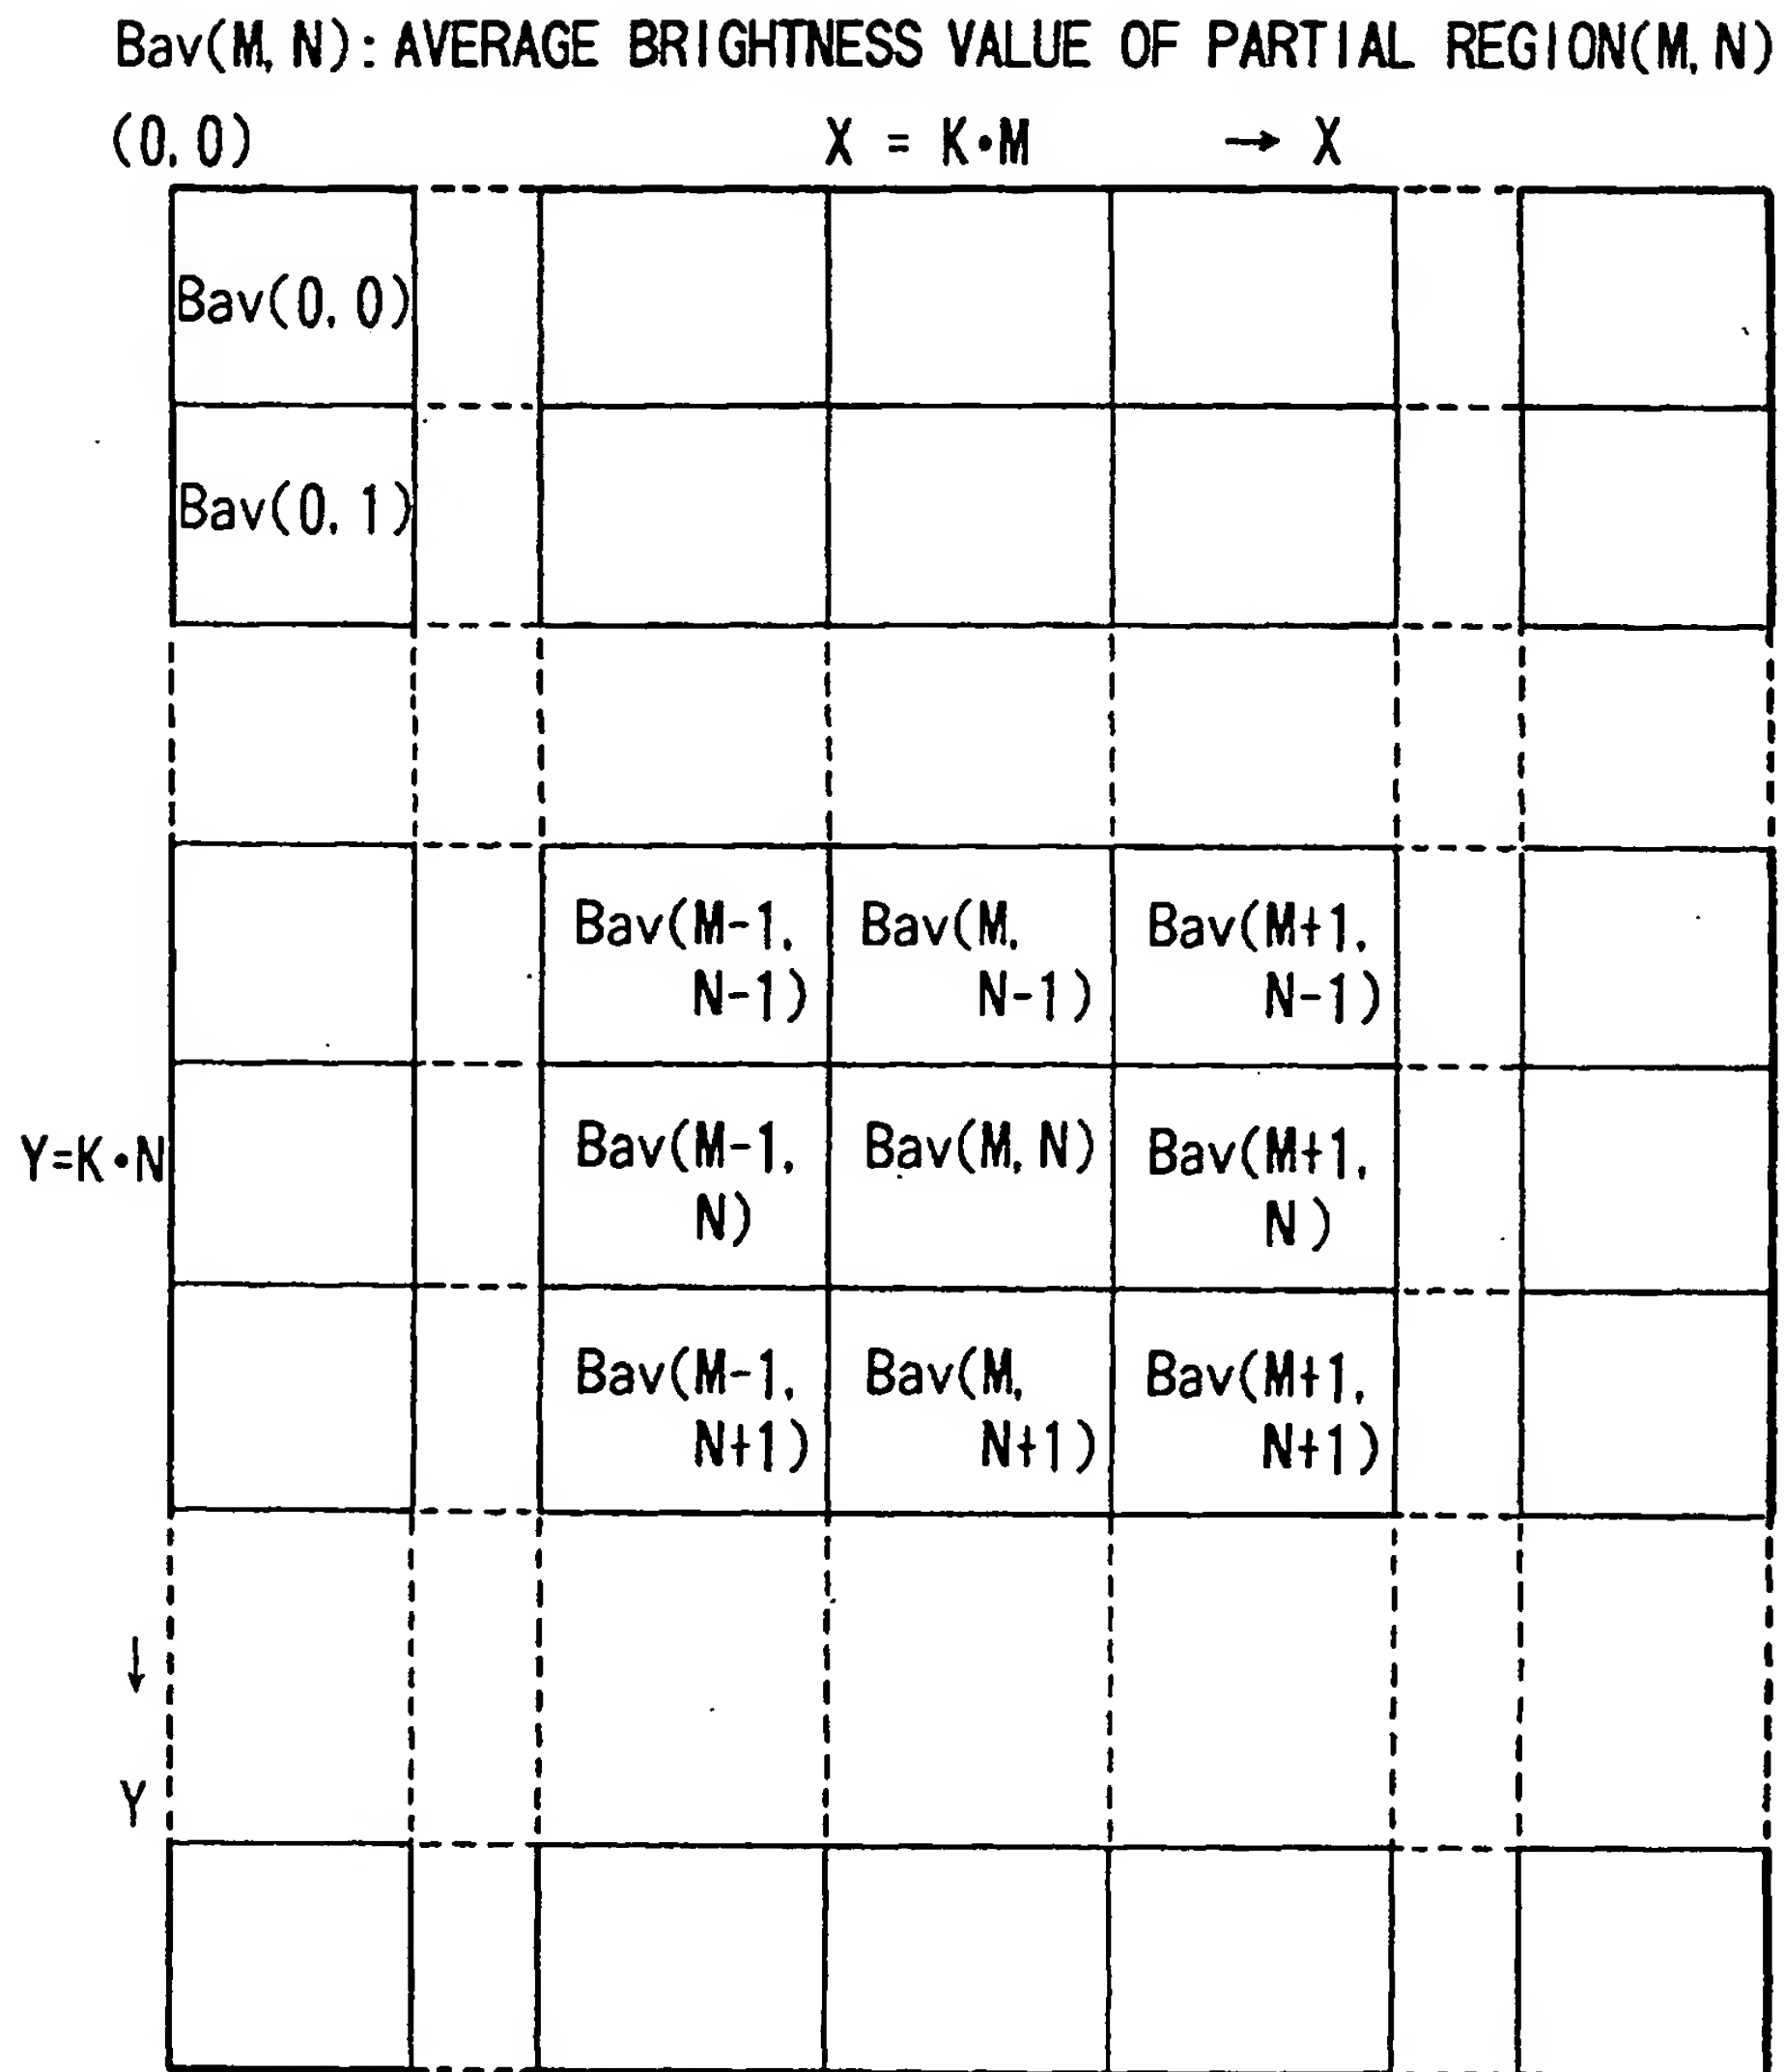 Bav(M, N): AVERAGE BRIGHTNESS VALUE OF PARTIAL REGION(M, N)
(0, 0) X = K·M → X
Bav(0, 0)
Bav(0, 1)
Bav(M-1, Bav(M, Bav(M+1,
N-1) N-1) N-1)
Y=K·N Bav(M-1, Bav(M, N) Bav(M+1,
N) N)
Bav(M-1, Bav(M, Bav(M+1,
N+1) N+1) N+1)
↓
Y